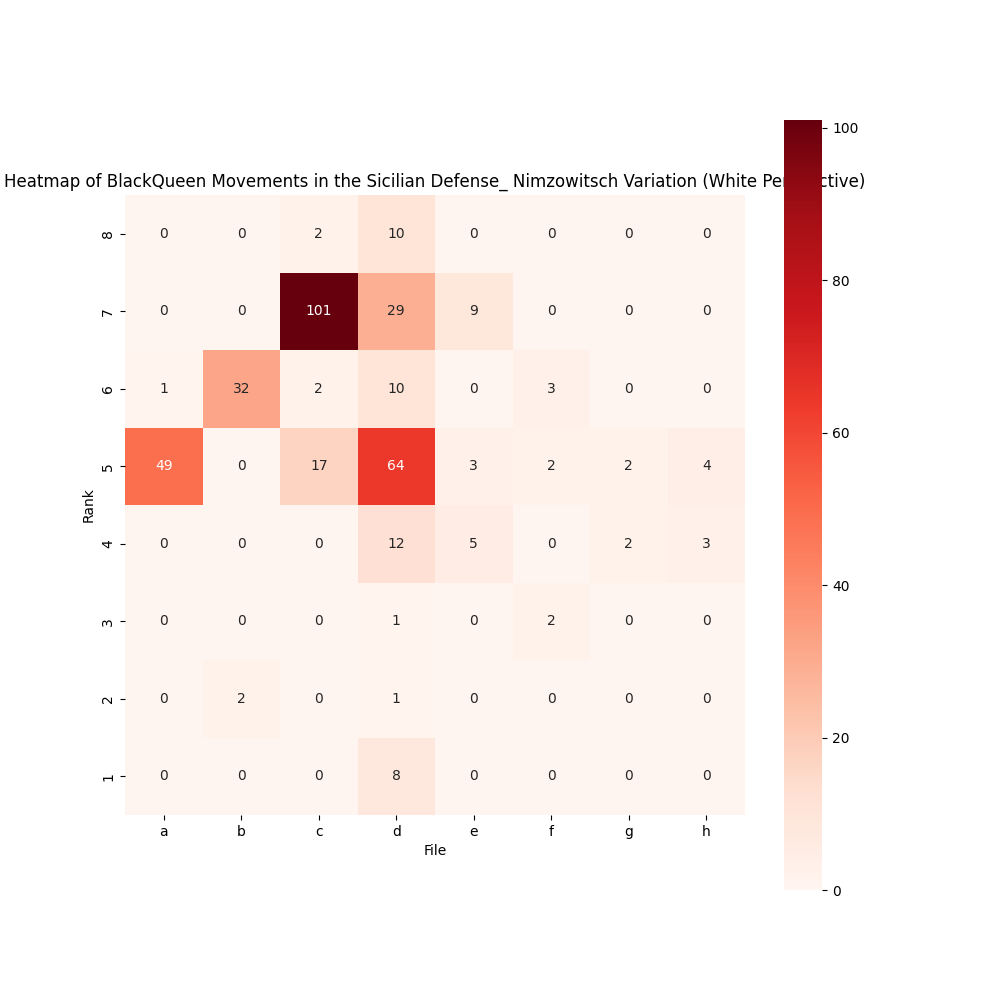 100
Heatmap of BlackQueen Movements in the Sicilian Defense_ Nimzowitsch Variation (White Pe ctive)
8 0 0 2 10 0 0 0 0
7 0 0 101 29 9 0 0 0
80
6 1 32 2 10 0 3 0 0
60
5 49 0 17 64 3 2 2 4
Rank
4 0 0 0 12 5 0 2 3
40
3 0 0 0 1 0 2 0 0
2 0 2 0 1 0 0 0 0
20
1 0 0 0 8 0 0 0 0
a b c d e f g h
File
0